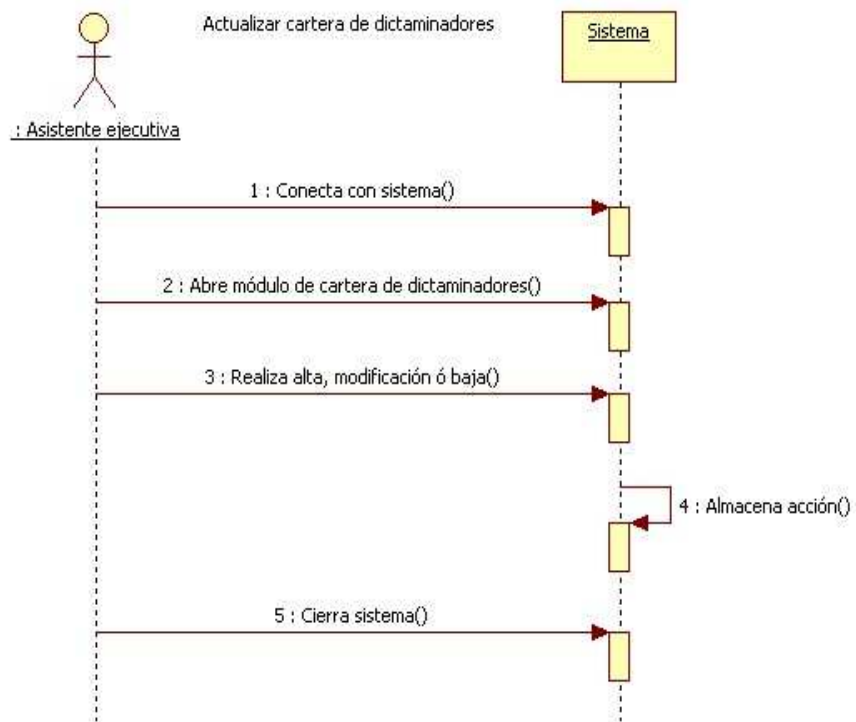 Actualizar cartera de dictaminadores
Sistema
: Asistente ejecutiva
1 : Conecta con sistema()
2 : Abre módulo de cartera de dictaminadores()
3 : Realiza alta, modificación ó baja()
4 : Almacena acción()
5 : Cierra sistema()